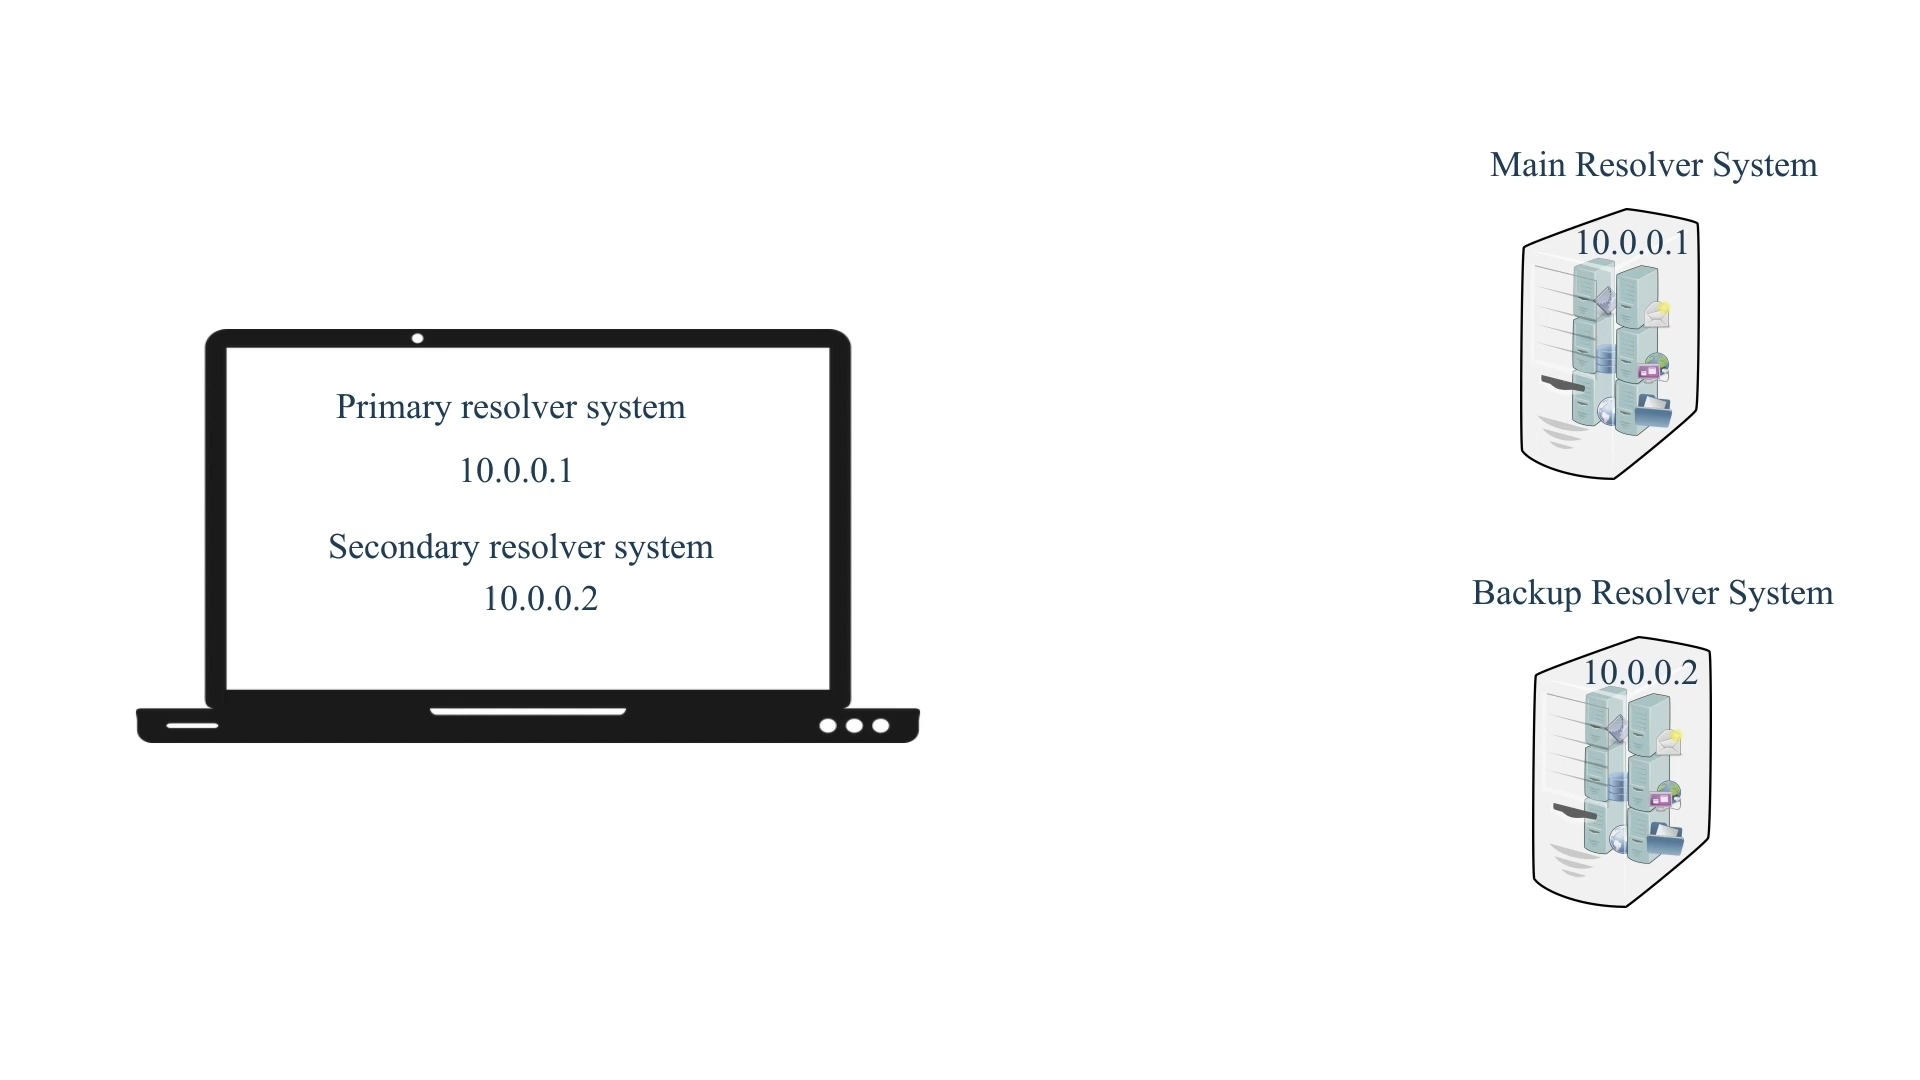 Primary resolver system
10.0.0.1
Secondary resolver system
10.0.0.2
Main Resolver System
10.0.0.1
Backup Resolver System
10.0.0.2